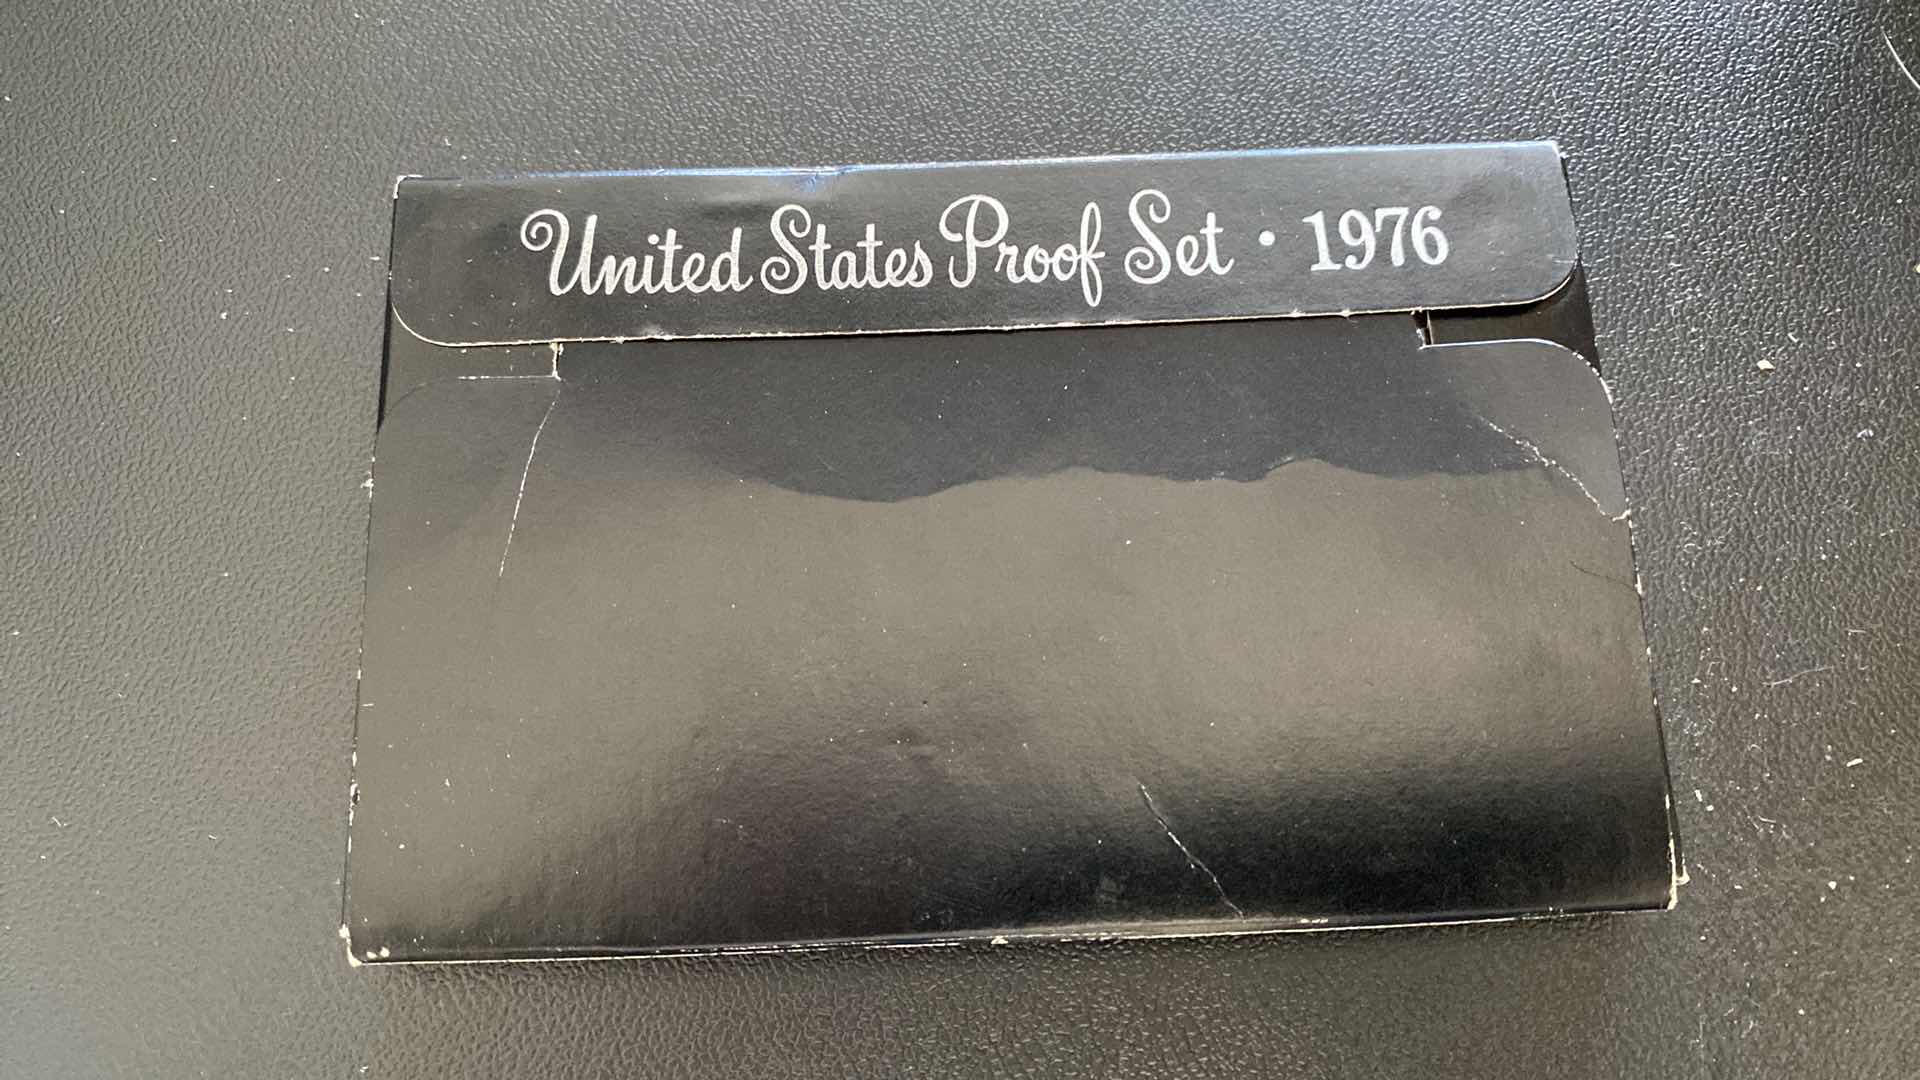 United States Proof Set • 1976